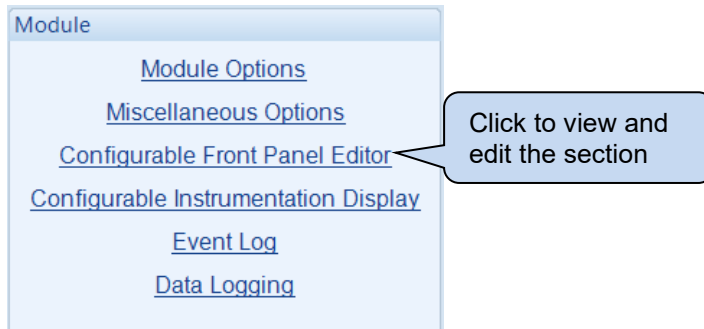 Module
Module Options
Miscellaneous Options
Configurable Front Panel Editor
Click to view and
edit the section
Configurable Instrumentation Display
Event Log
Data Logging